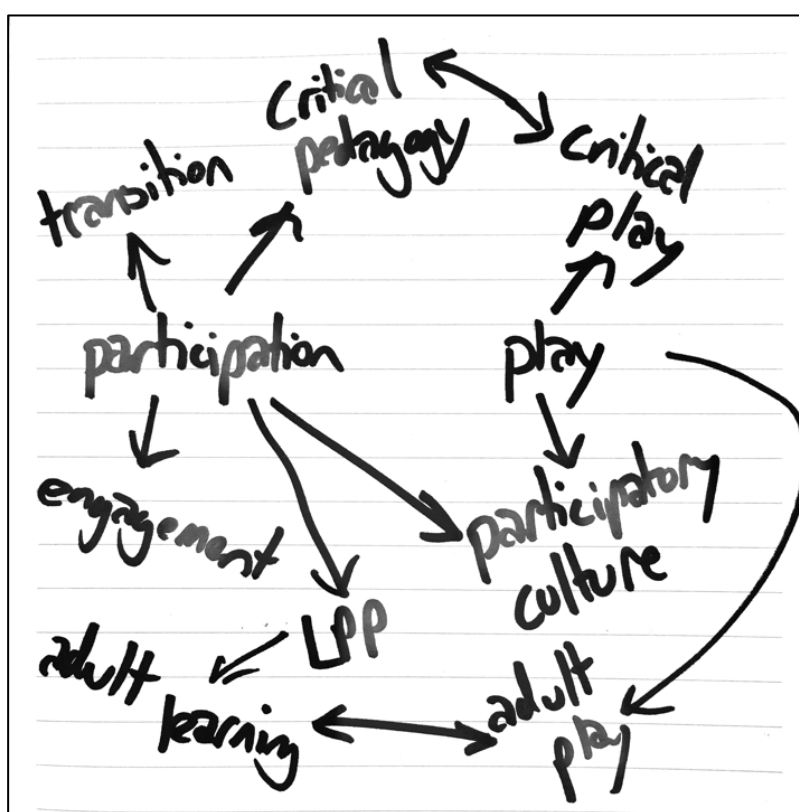 critical
pedagogy
critical
play
transition
participation
play
engagement
participatory
culture
LPP
adult
learning
adult
play